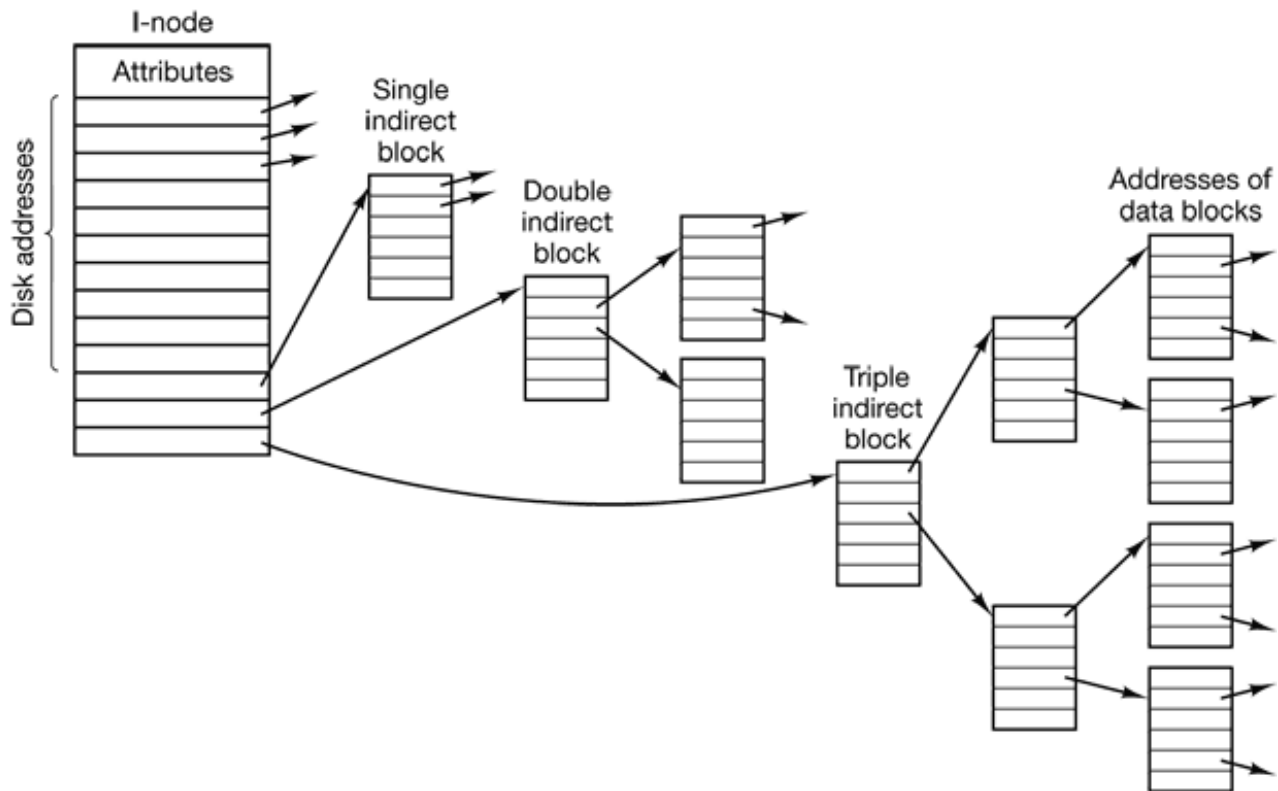 I-node
Attributes
Disk addresses
Single
indirect
block
Double
indirect
block
Triple
indirect
block
Addresses of
data blocks